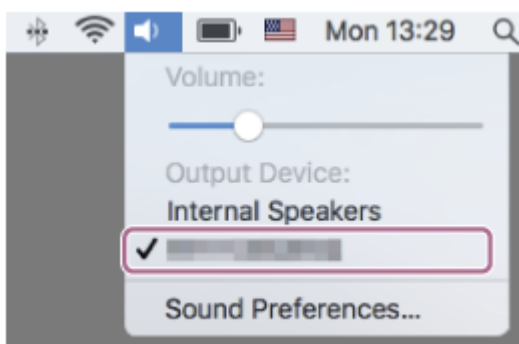 Mon 13:29
Volume:
Output Device:
Internal Speakers
Sound Preferences...